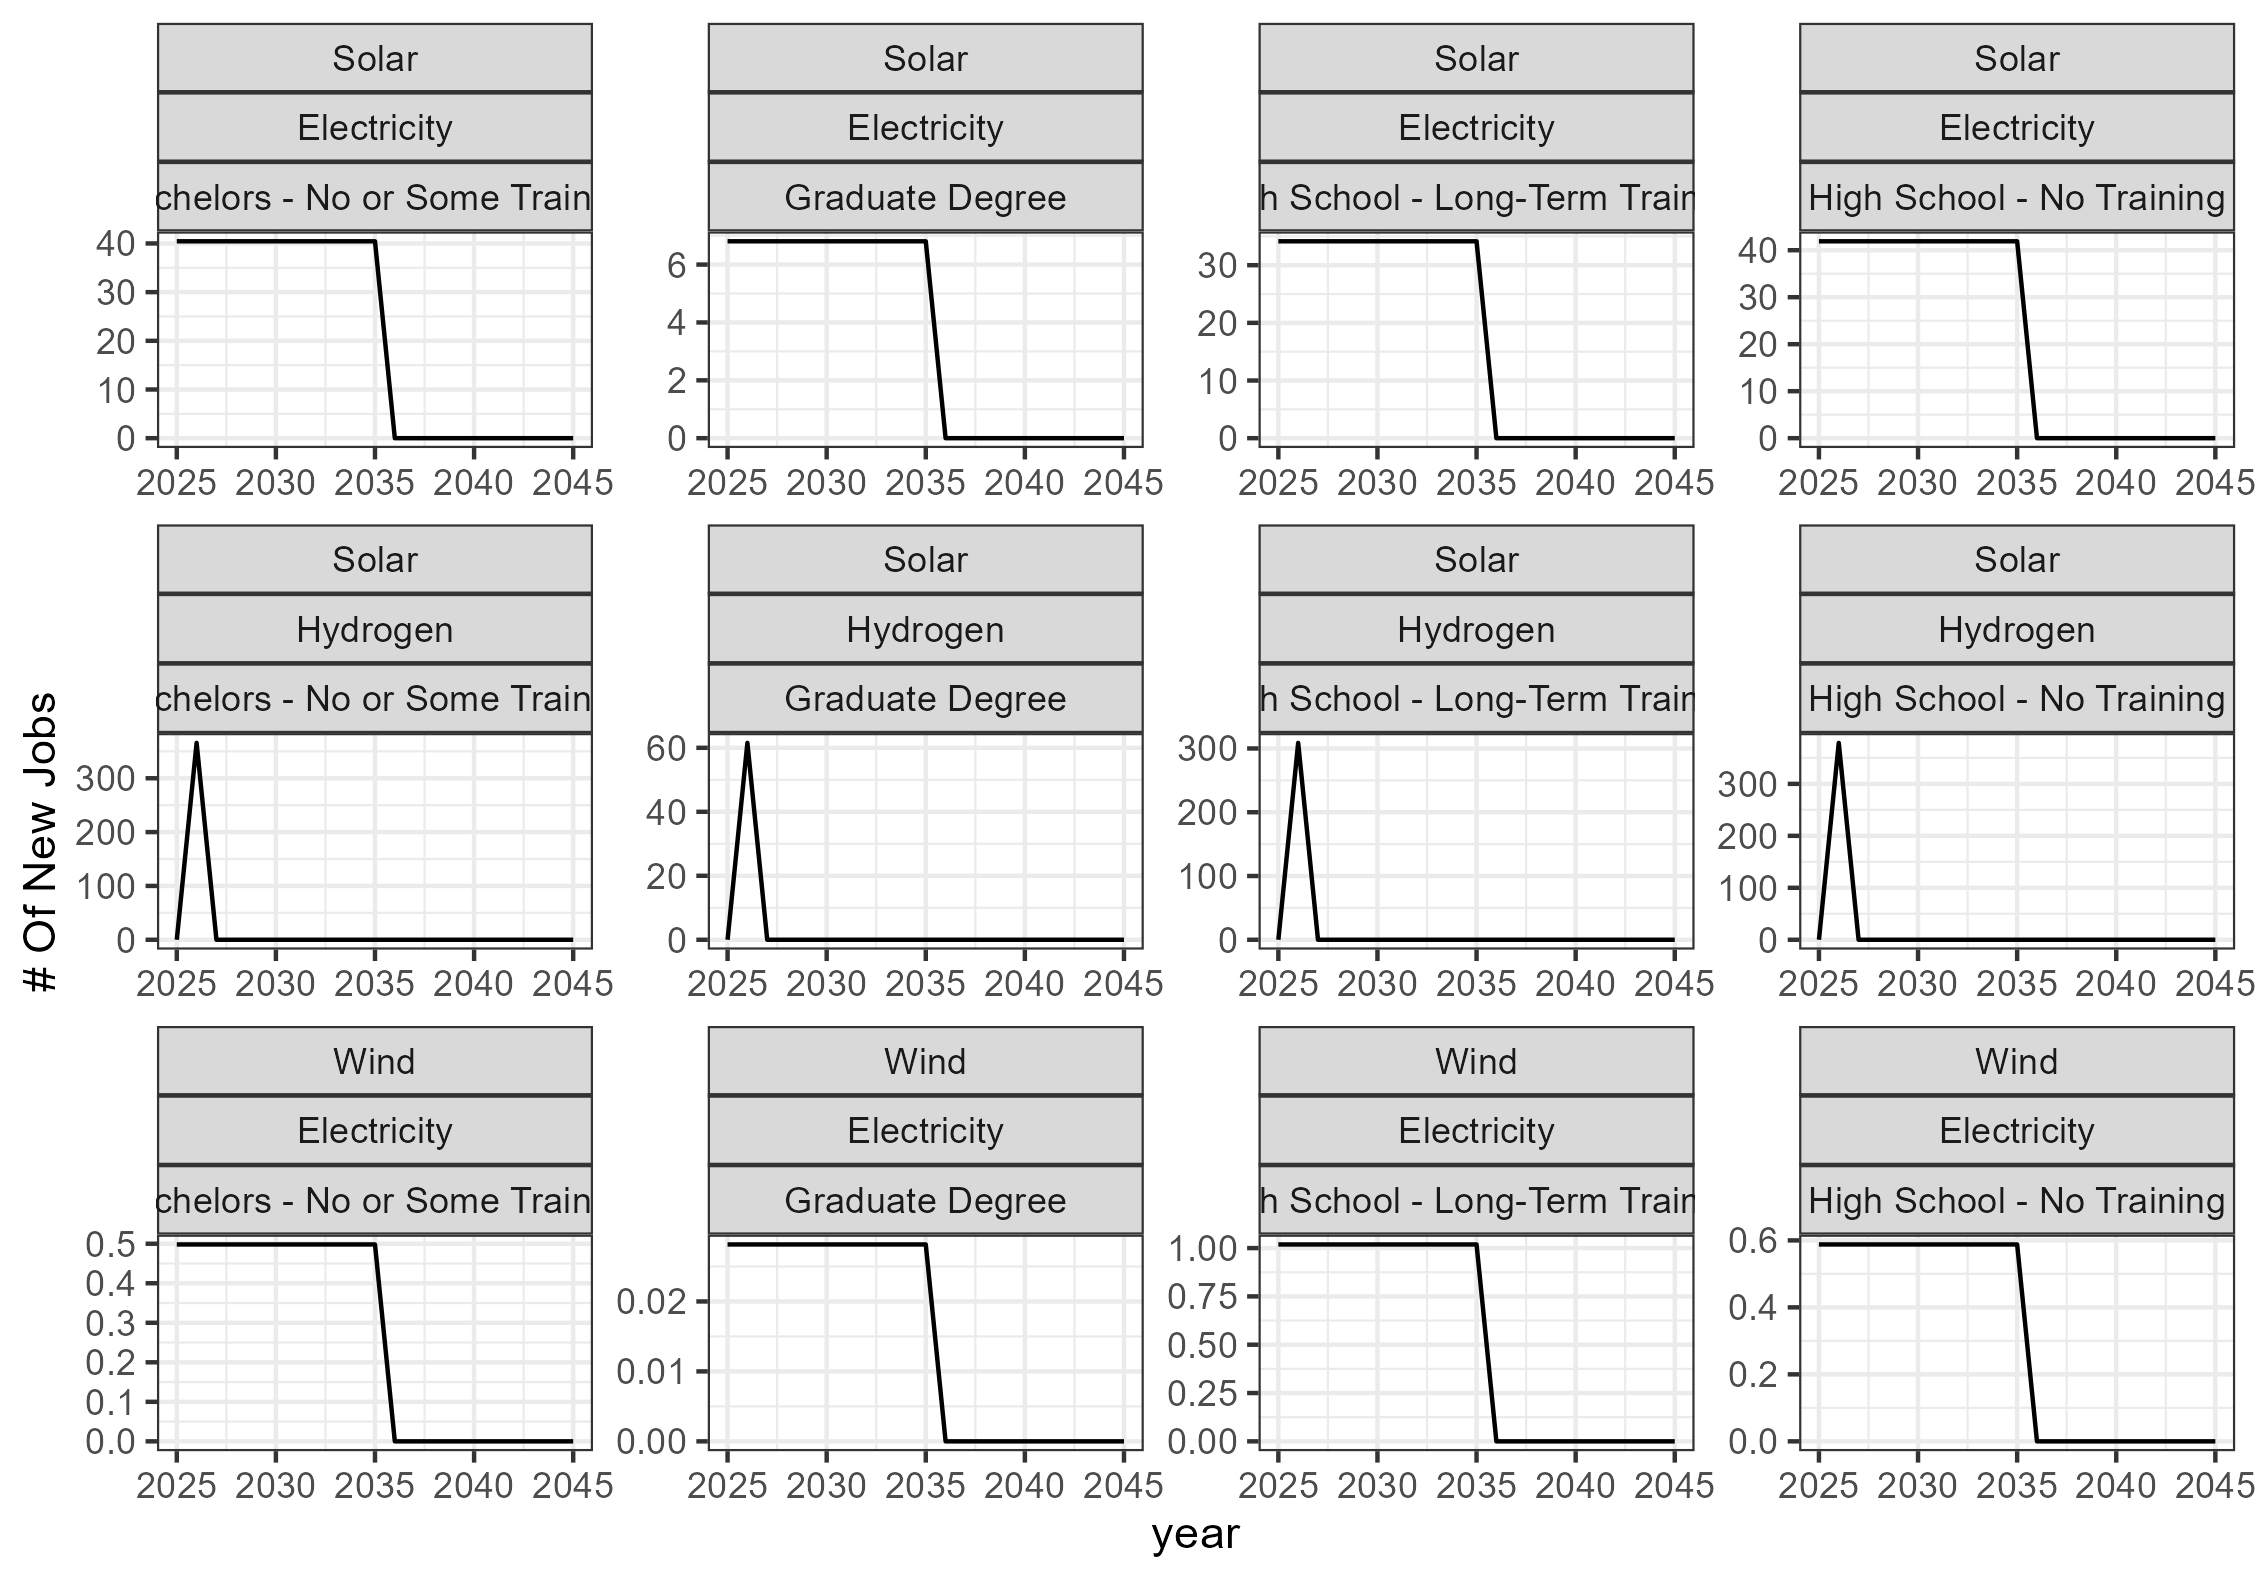 Solar Solar Solar Solar
Electricity Electricity Electricity Electricity
chelors - No or Some Train Graduate Degree h School - Long-Term Train High School - No Training
40 6 30 40
30 4 20 30
20 2 10 20
10 0 0 10
0 0
2025 2030 2035 2040 2045 2025 2030 2035 2040 2045 2025 2030 2035 2040 2045 2025 2030 2035 2040 2045
Solar Solar Solar Solar
Hydrogen Hydrogen Hydrogen Hydrogen
chelors - No or Some Train Graduate Degree h School - Long-Term Train High School - No Training
# Of New Jobs
300 60 300 300
200 40 200 200
100 20 100 100
0 0 0 0
2025 2030 2035 2040 2045 2025 2030 2035 2040 2045 2025 2030 2035 2040 2045 2025 2030 2035 2040 2045
Wind Wind Wind Wind
Electricity Electricity Electricity Electricity
chelors - No or Some Train Graduate Degree h School - Long-Term Train High School - No Training
0.5 0.02 1.00 0.6
0.4 0.01 0.75 0.4
0.3 0.00 0.50 0.2
0.2 0.25 0.0
0.1 0.00
0.0
2025 2030 2035 2040 2045 2025 2030 2035 2040 2045 2025 2030 2035 2040 2045 2025 2030 2035 2040 2045
year